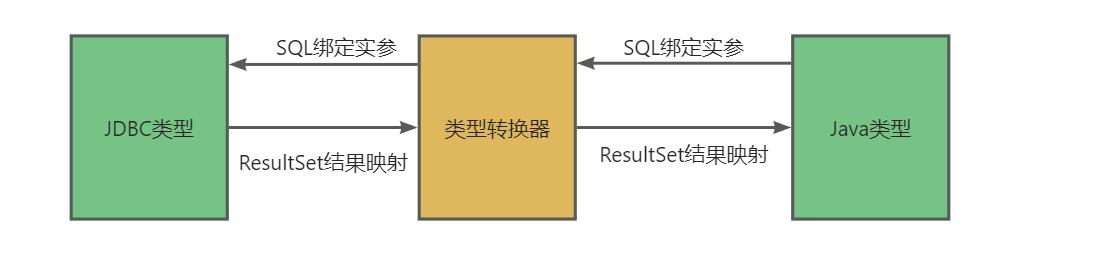 SQL绑定实参
SQL绑定实参
JDBC类型
类型转换器
Java类型
ResultSet结果映射
ResultSet结果映射